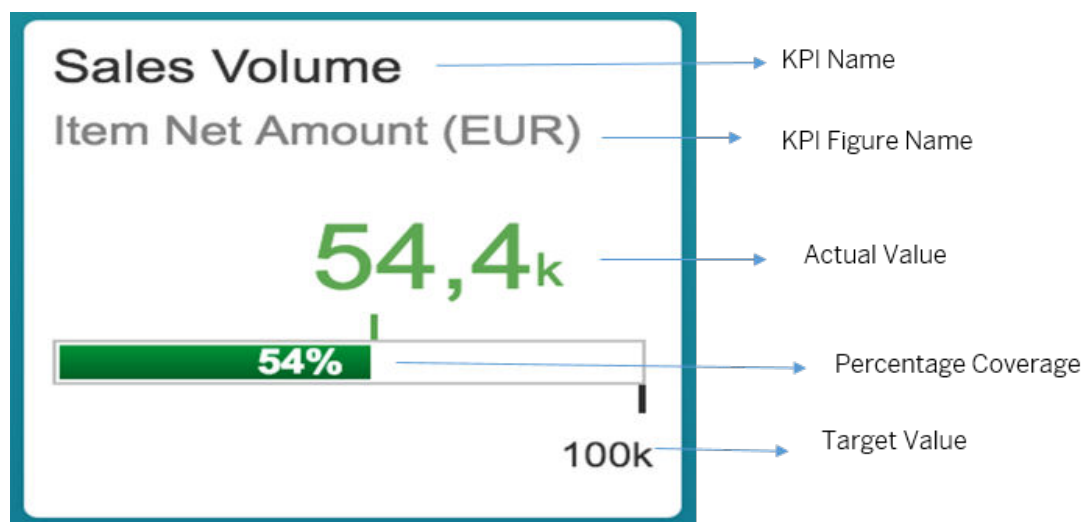 Sales Volume
KPI Name
Item Net Amount (EUR)
KPI Figure Name
54,4k
Actual Value
54%
Percentage Coverage
Target Value
100k